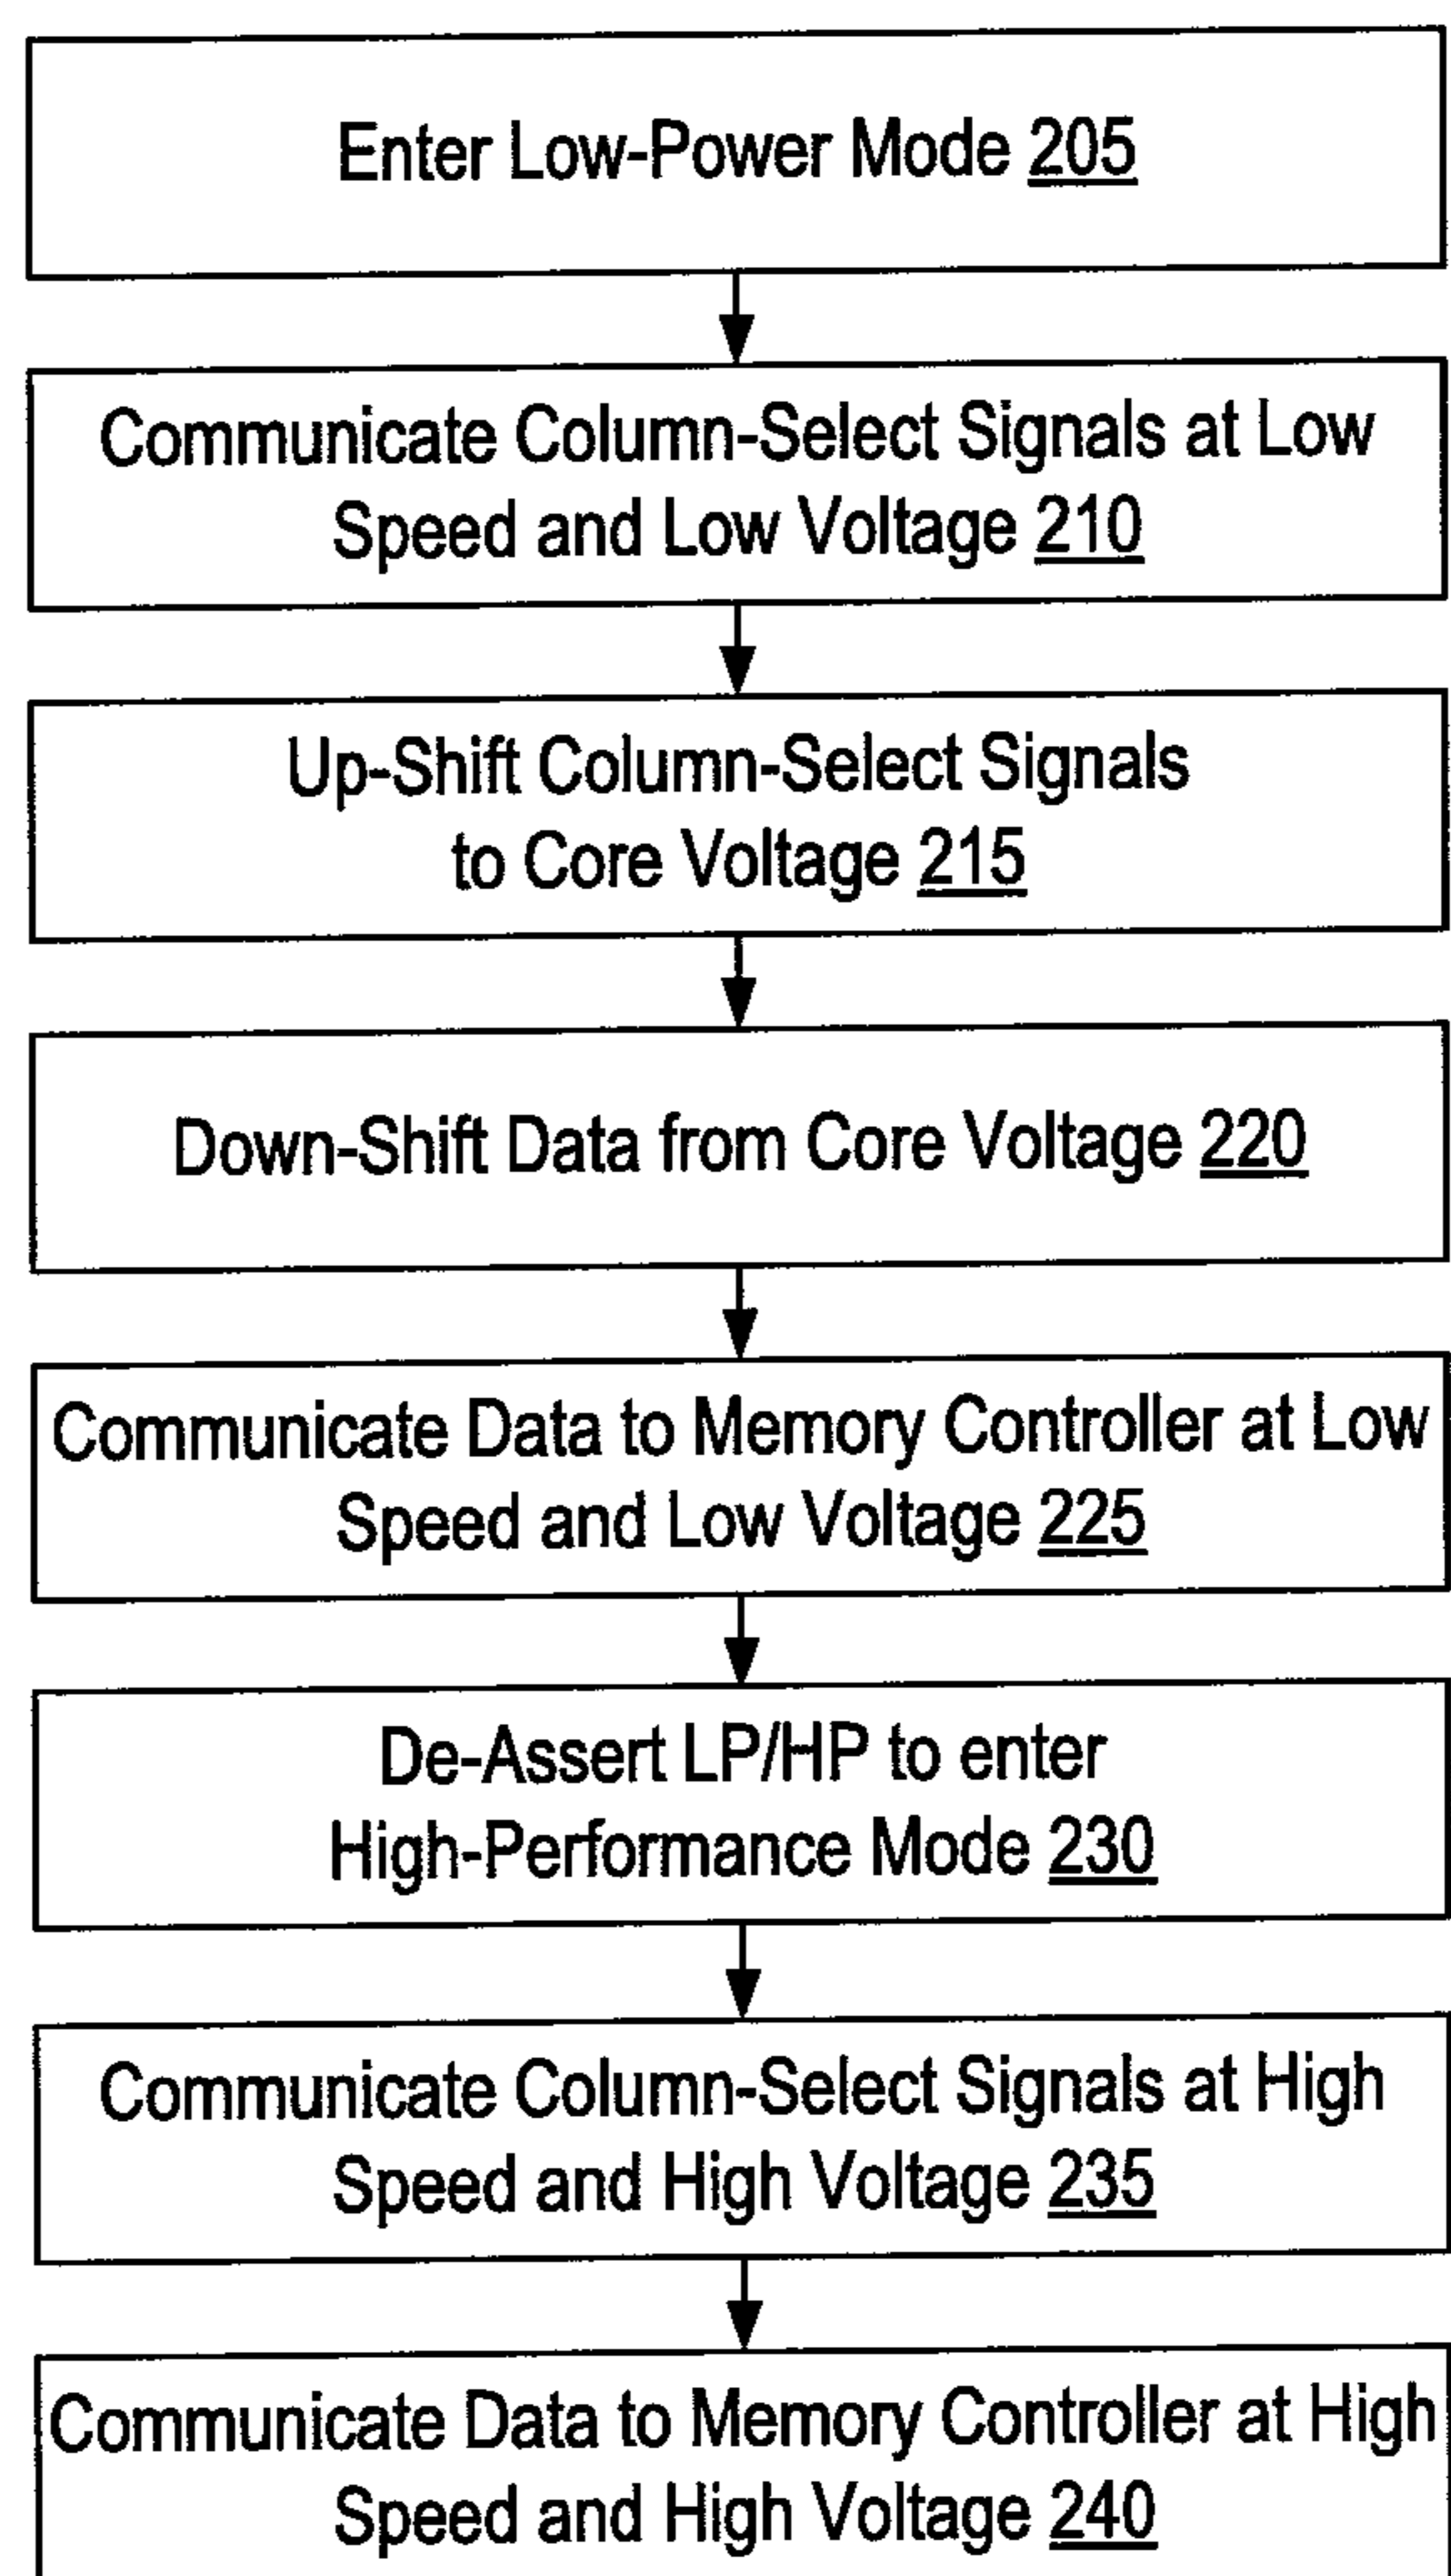 Enter Low-Power Mode 205
Communicate Column-Select Signals at Low
Speed and Low Voltage 210
Up-Shift Column-Select Signals
to Core Voltage 215
Down-Shift Data from Core Voltage 220
Communicate Data to Memory Controller at Low
Speed and Low Voltage 225
De-Assert LP/HP to enter
High-Performance Mode 230
Communicate Column-Select Signals at High
Speed and High Voltage 235
Communicate Data to Memory Controller at High
Speed and High Voltage 240